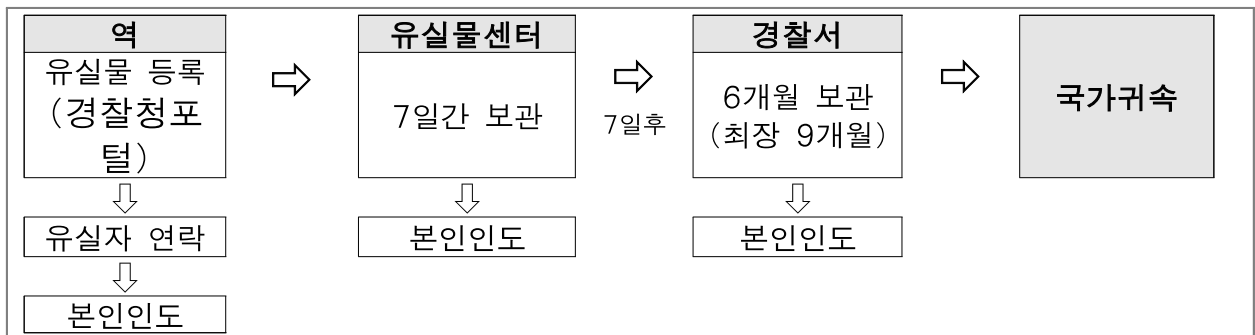 역
유실물 등록
(경찰청포
털)
유실자 연락
본인인도
유실물센터
7일간 보관
본인인도
7일후
경찰서
6개월 보관
(최장 9개월)
본인인도
국가귀속